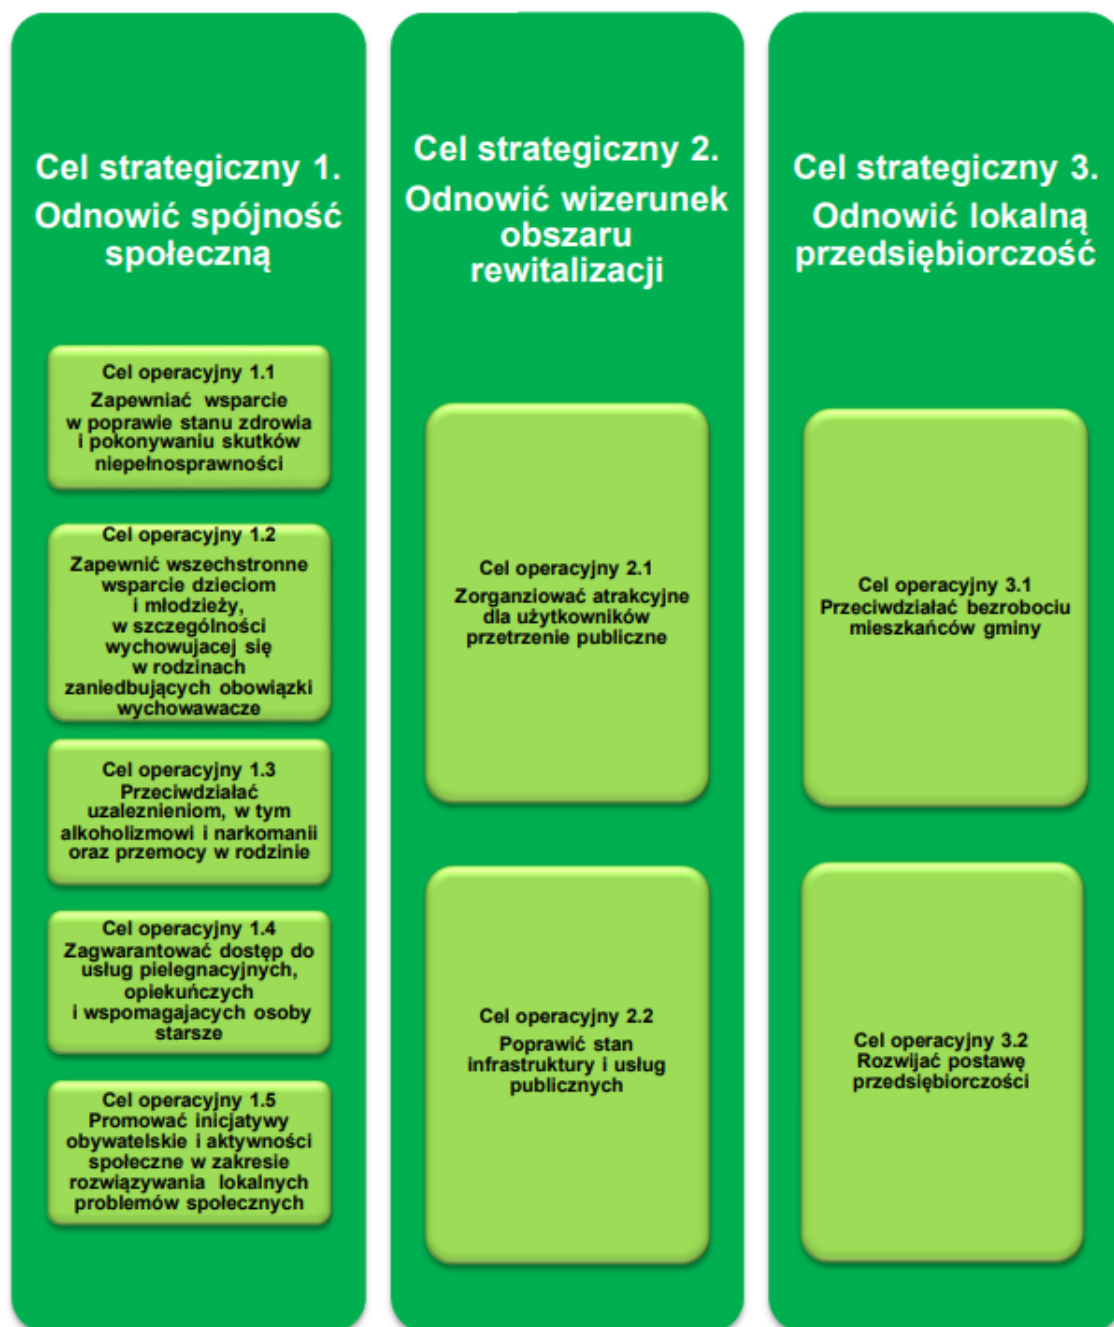 Cel strategiczny 1.
Odnowić spójność
społeczną
Cel operacyjny 1.1
Zapewniać wsparcie
w poprawie stanu zdrowia
i pokonywaniu skutków
niepełnosprawności
Cel operacyjny 1.2
Zapewnić wszechstronne
wsparcie dzieciom
i młodzieży,
w szczególności
wychowujacej się
w rodzinach
zaniedbujących obowiązki
wychowawacze
Cel operacyjny 1.3
Przeciwdziałać
uzaleznieniom, w tym
alkoholizmowi i narkomanii
oraz przemocy w rodzinie
Cel operacyjny 1.4
Zagwarantować dostęp do
usług pielegnacyjnych,
opiekuńczych
i wspomagajacych osoby
starsze
Cel operacyjny 1.5
Promować inicjatywy
obywatelskie i aktywności
społeczne w zakresie
rozwiązywania lokalnych
problemów społecznych
Cel strategiczny 2.
Odnowić wizerunek
obszaru
rewitalizacji
Cel operacyjny 2.1
Zorganziować atrakcyjne
dla użytkowników
przetrzenie publiczne
Cel operacyjny 2.2
Poprawić stan
infrastruktury i usług
publicznych
Cel strategiczny 3.
Odnowić lokalną
przedsiębiorczość
Cel operacyjny 3.1
Przeciwdziałać bezrobociu
mieszkańców gminy
Cel operacyjny 3.2
Rozwijać postawę
przedsiębiorczości